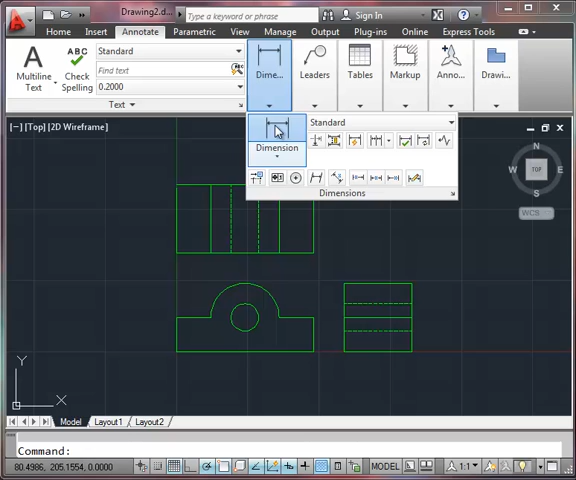 Drawing2.d...
Type a keyword or phrase
Sign In
Home
Insert
Annotate
Parametric
View
Manage
Output
Plug-ins
Online
Express Tools
A
Multiline
Text
ABC
Check
Spelling
Standard
Find text
0.2000
Text
Dime...
Leaders
Tables
Markup
Anno...
Drawi...
Dimension
Standard
Dimensions
[−] [Top] [2D Wireframe]
N
W
TOP
E
S
WCS
Y
X
Model
Layout1
Layout2
Command:
80.4986, 205.1554, 0.0000
MODEL
1:1